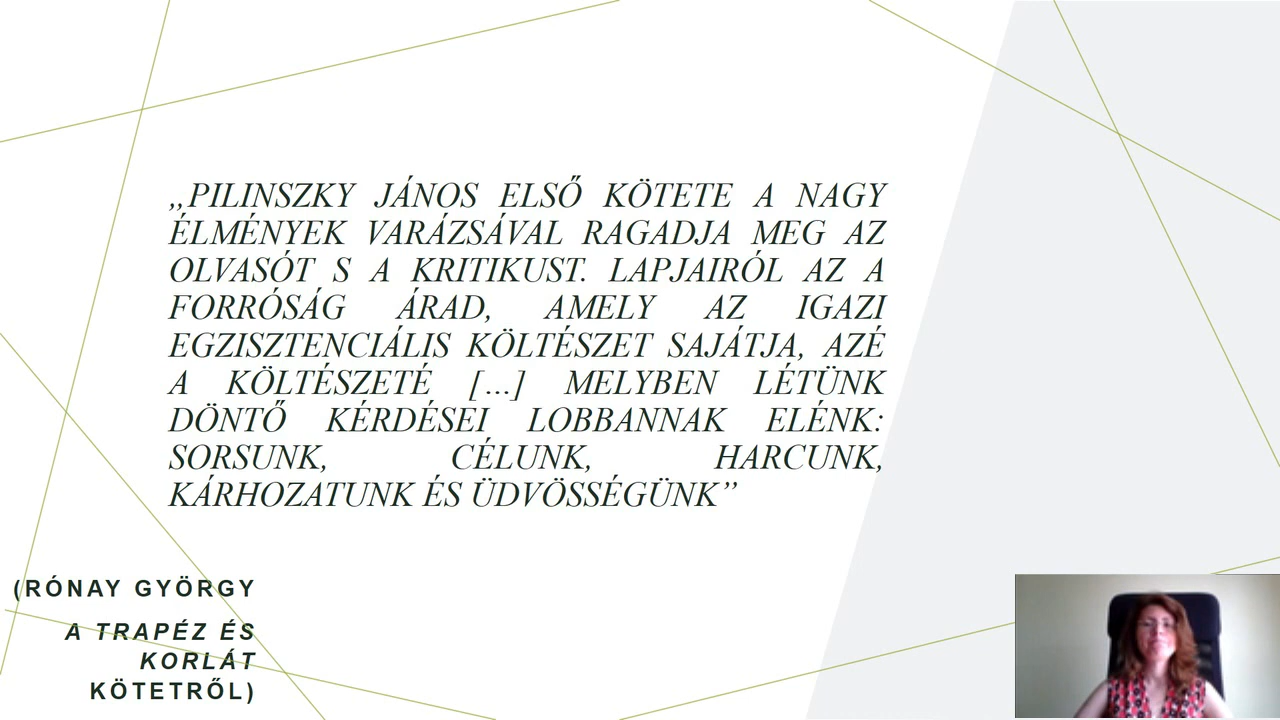 „PILINSZKY JÁNOS ELSŐ KÖTETE A NAGY
ÉLMÉNYEK VARÁZSÁVAL RAGADJA MEG AZ
OLVASÓT S A KRITIKUST. LAPJAIRÓL AZ A
FORRÓSÁG ÁRAD, AMELY AZ IGAZI
EGZISZTENCIÁLIS KÖLTÉSZET SAJÁTJA, AZÉ
A KÖLTÉSZETÉ [...] MELYBEN LÉTÜNK
DÖNTŐ KÉRDÉSEI LOBBANNAK ELÉNK:
SORSUNK, CÉLUNK, HARCUNK,
KÁRHOZATUNK ÉS ÜDVÖSSÉGÜNK”
(RÓNAY GYÖRGY
A TRAPÉZ ÉS
KORLÁT
KÖTETRŐL)